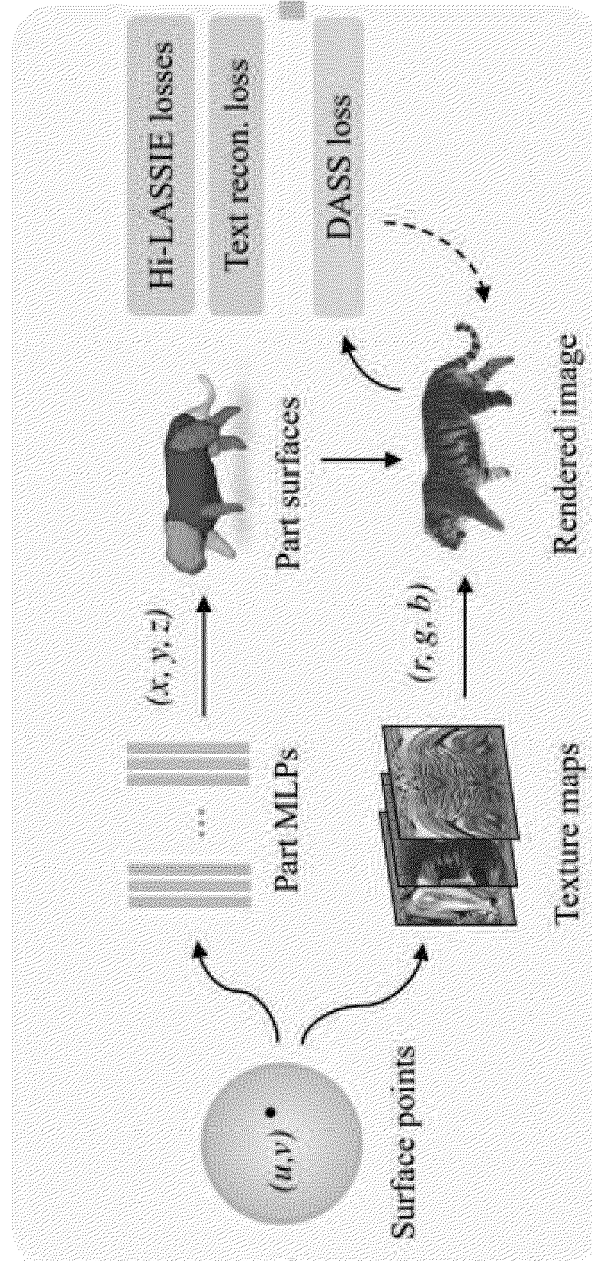 (u,v)
Surface points
...
Part MLPs
(x, y, z)
Part surfaces
Hi-LASSIE losses
Text recon. loss
DASS loss
Texture maps
(r, g, b)
Rendered image